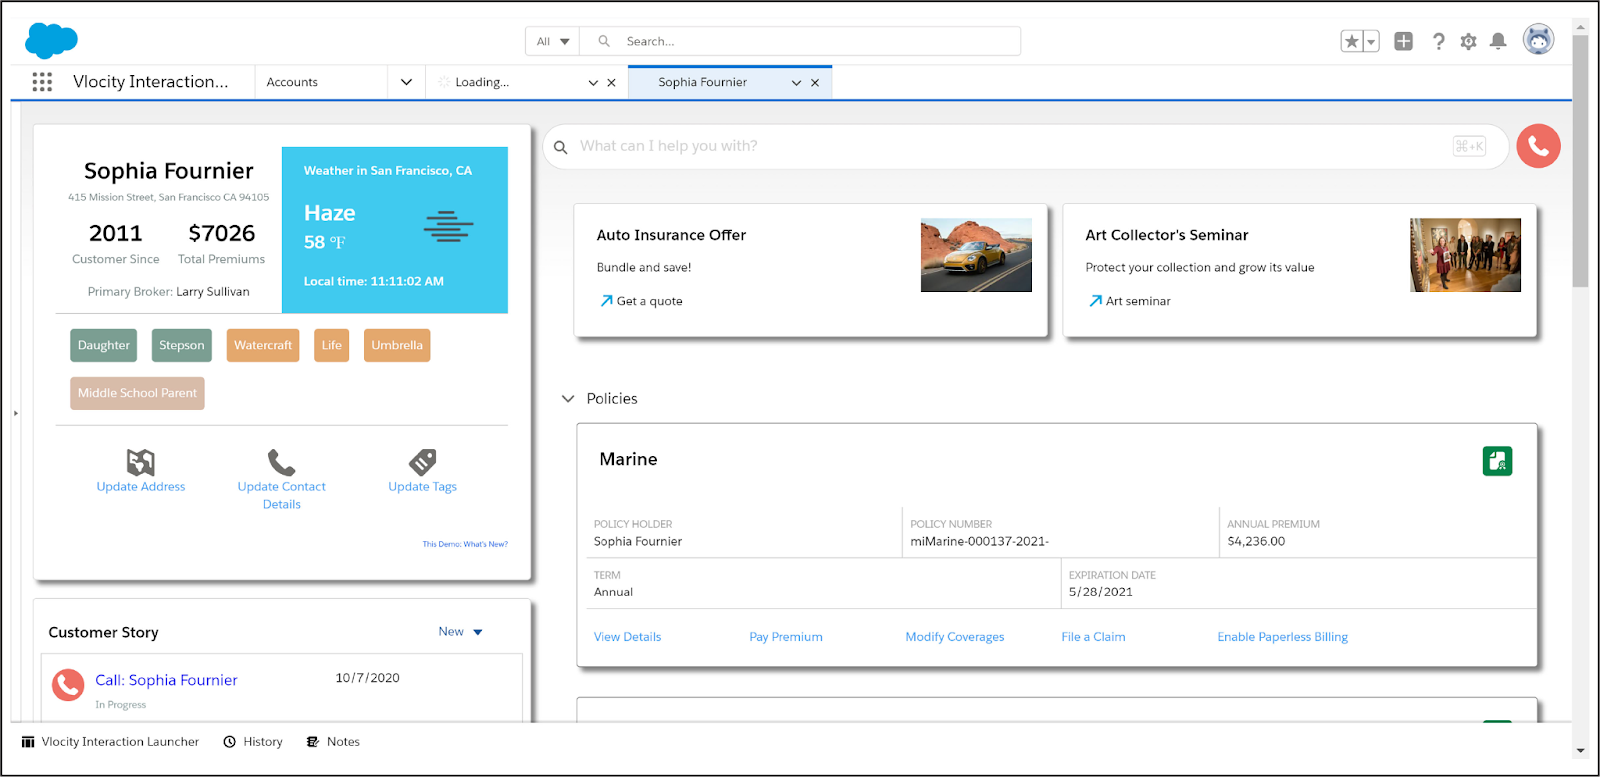 All
Search...
Vlocity Interaction...
Accounts
Loading...
Sophia Fournier
Sophia Fournier
415 Mission Street, San Francisco CA 94105
2011
Customer Since
$7026
Total Premiums
Primary Broker: Larry Sullivan
Weather in San Francisco, CA
Haze
58 °F
Local time: 11:11:02 AM
Daughter
Stepson
Watercraft
Life
Umbrella
Middle School Parent
Update Address
Update Contact
Details
Update Tags
This Demo: What's New?
Customer Story
New
Call: Sophia Fournier
10/7/2020
In Progress
What can I help you with?
⌘+K
Auto Insurance Offer
Bundle and save!
Get a quote
Art Collector's Seminar
Protect your collection and grow its value
Art seminar
Policies
Marine
POLICY HOLDER
Sophia Fournier
POLICY NUMBER
miMarine-000137-2021-
ANNUAL PREMIUM
$4,236.00
TERM
Annual
EXPIRATION DATE
5/28/2021
View Details
Pay Premium
Modify Coverages
File a Claim
Enable Paperless Billing
Vlocity Interaction Launcher
History
Notes